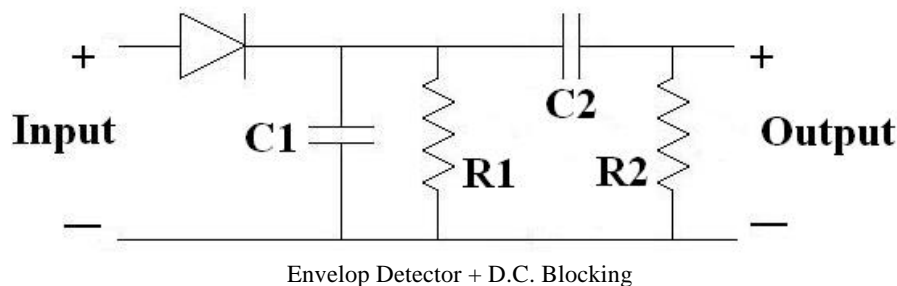 + +
C2
Input C1 R1 R2 Output
— —
Envelop Detector + D.C. Blocking